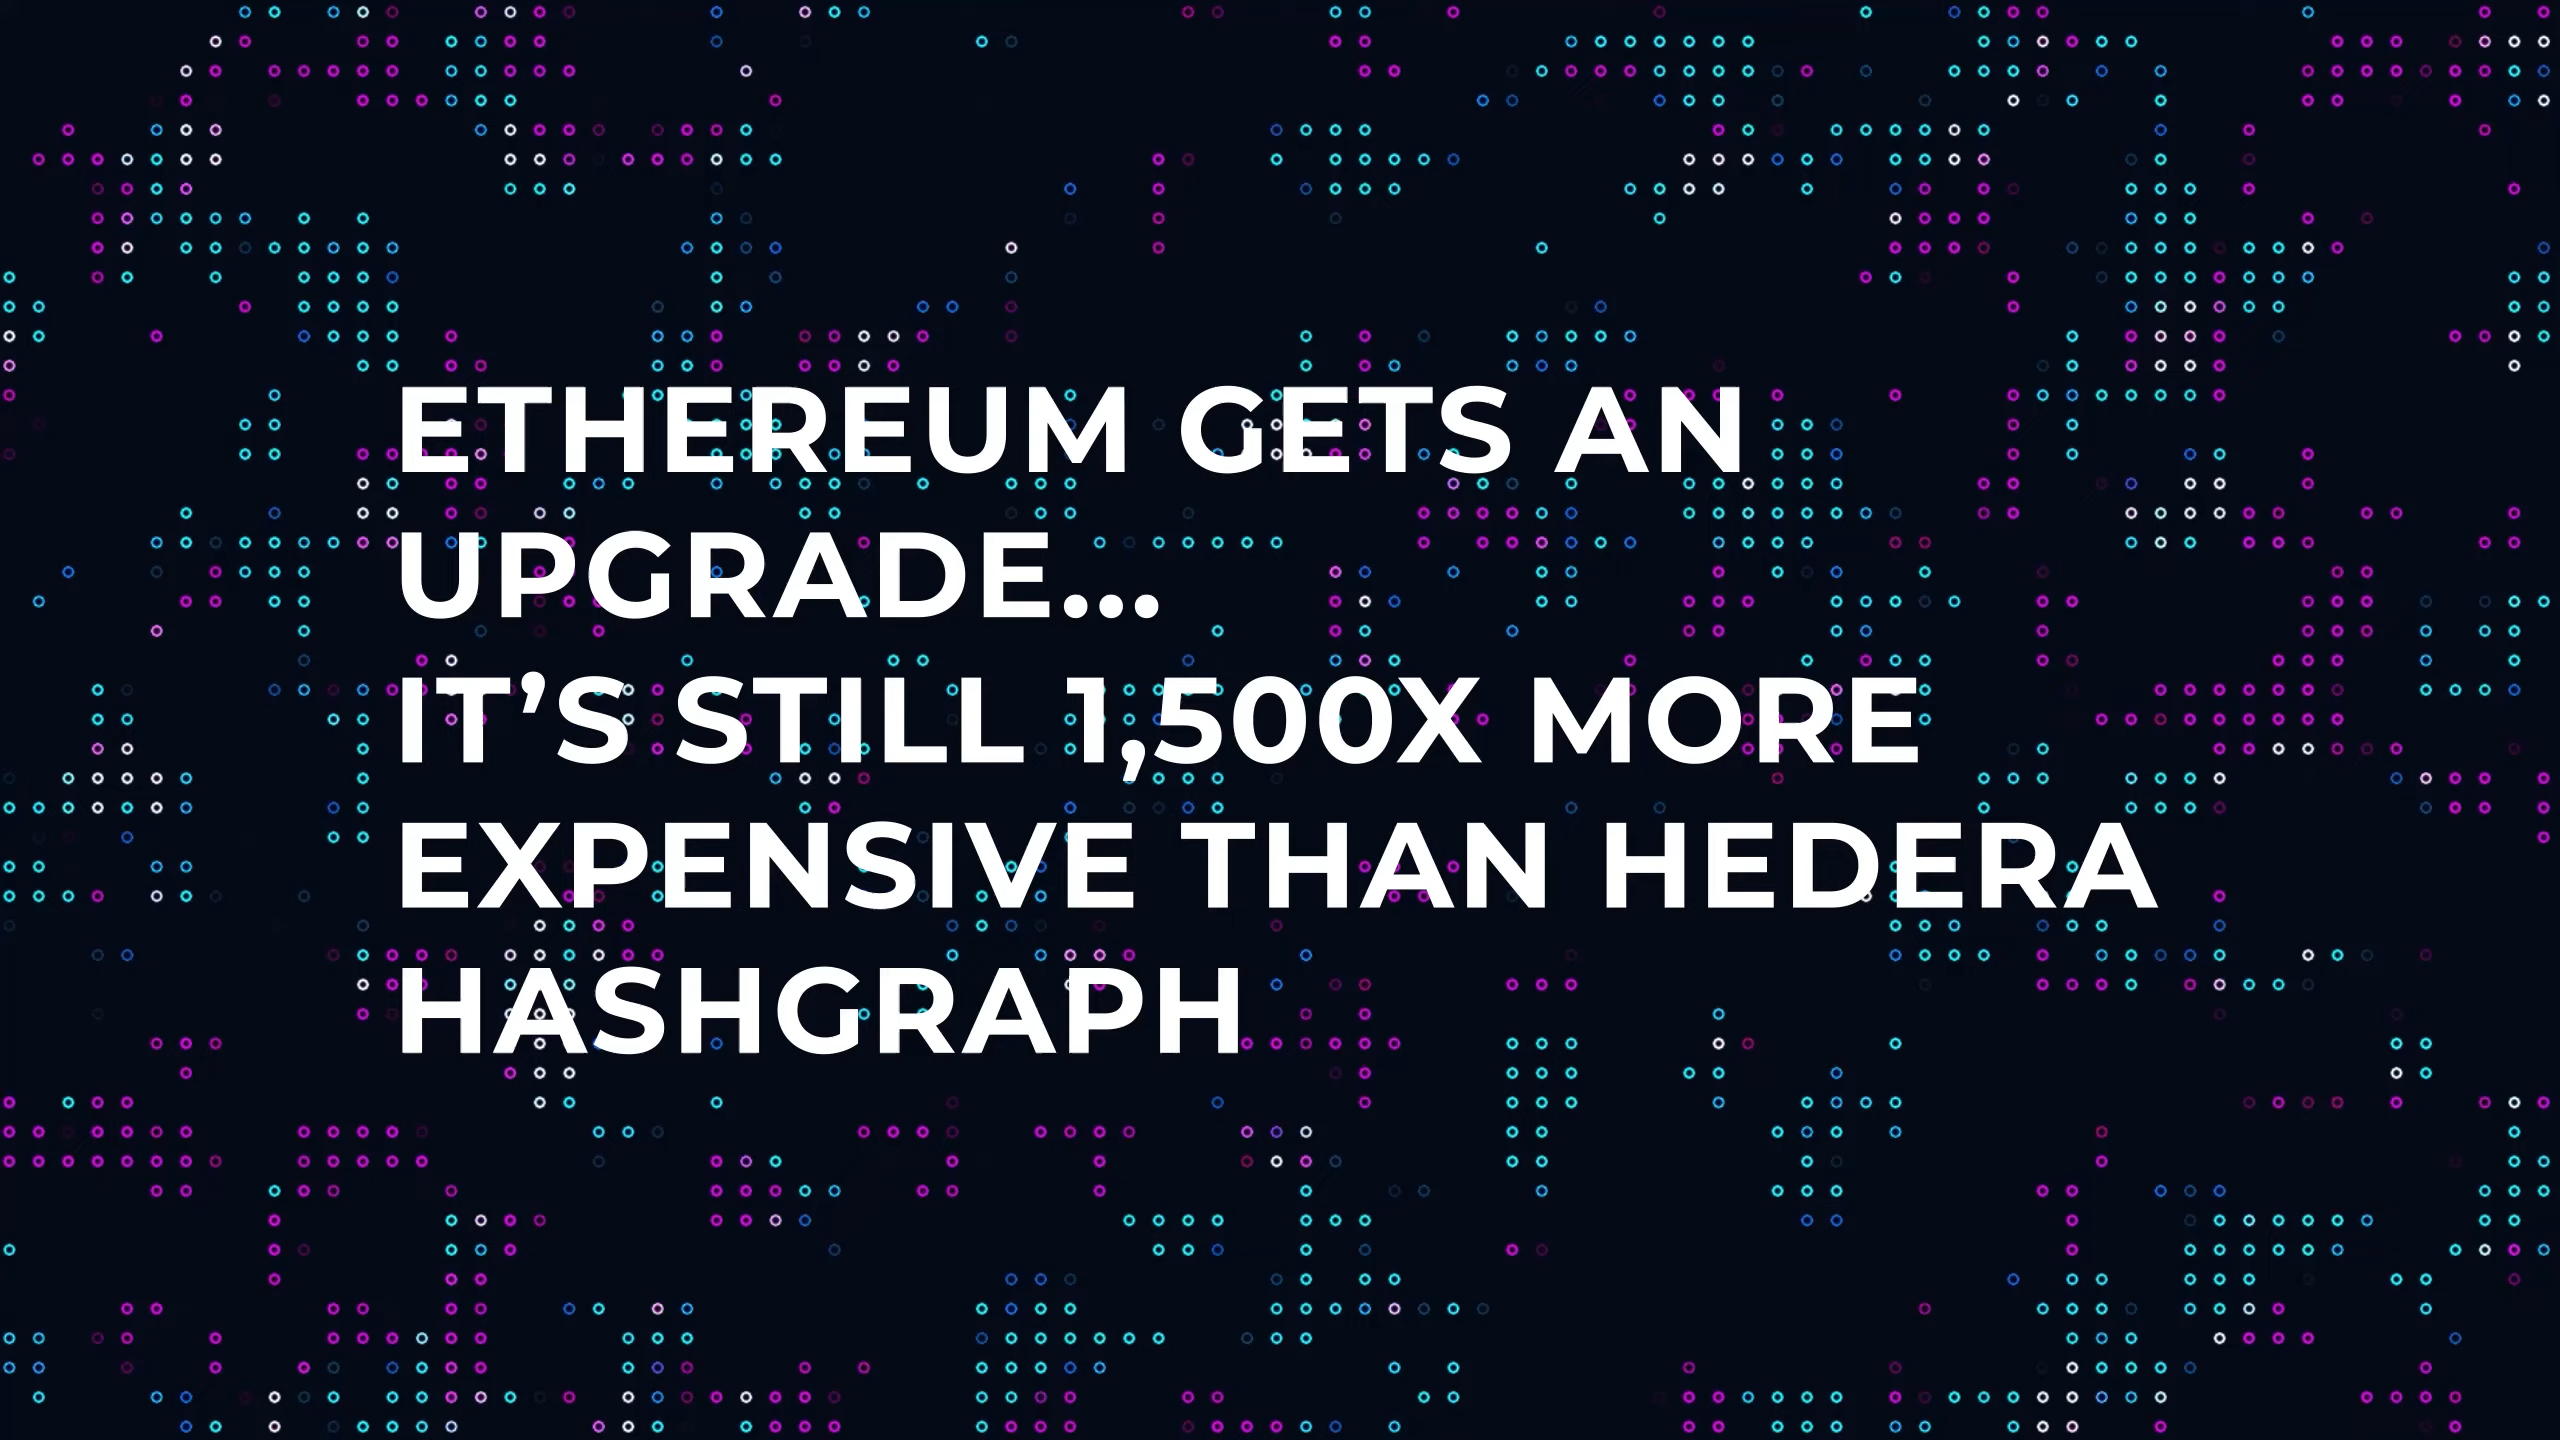 ETHEREUM GETS AN
UPGRADE...
IT’S STILL 1,500X MORE
EXPENSIVE THAN HEDERA
HASHGRAPH